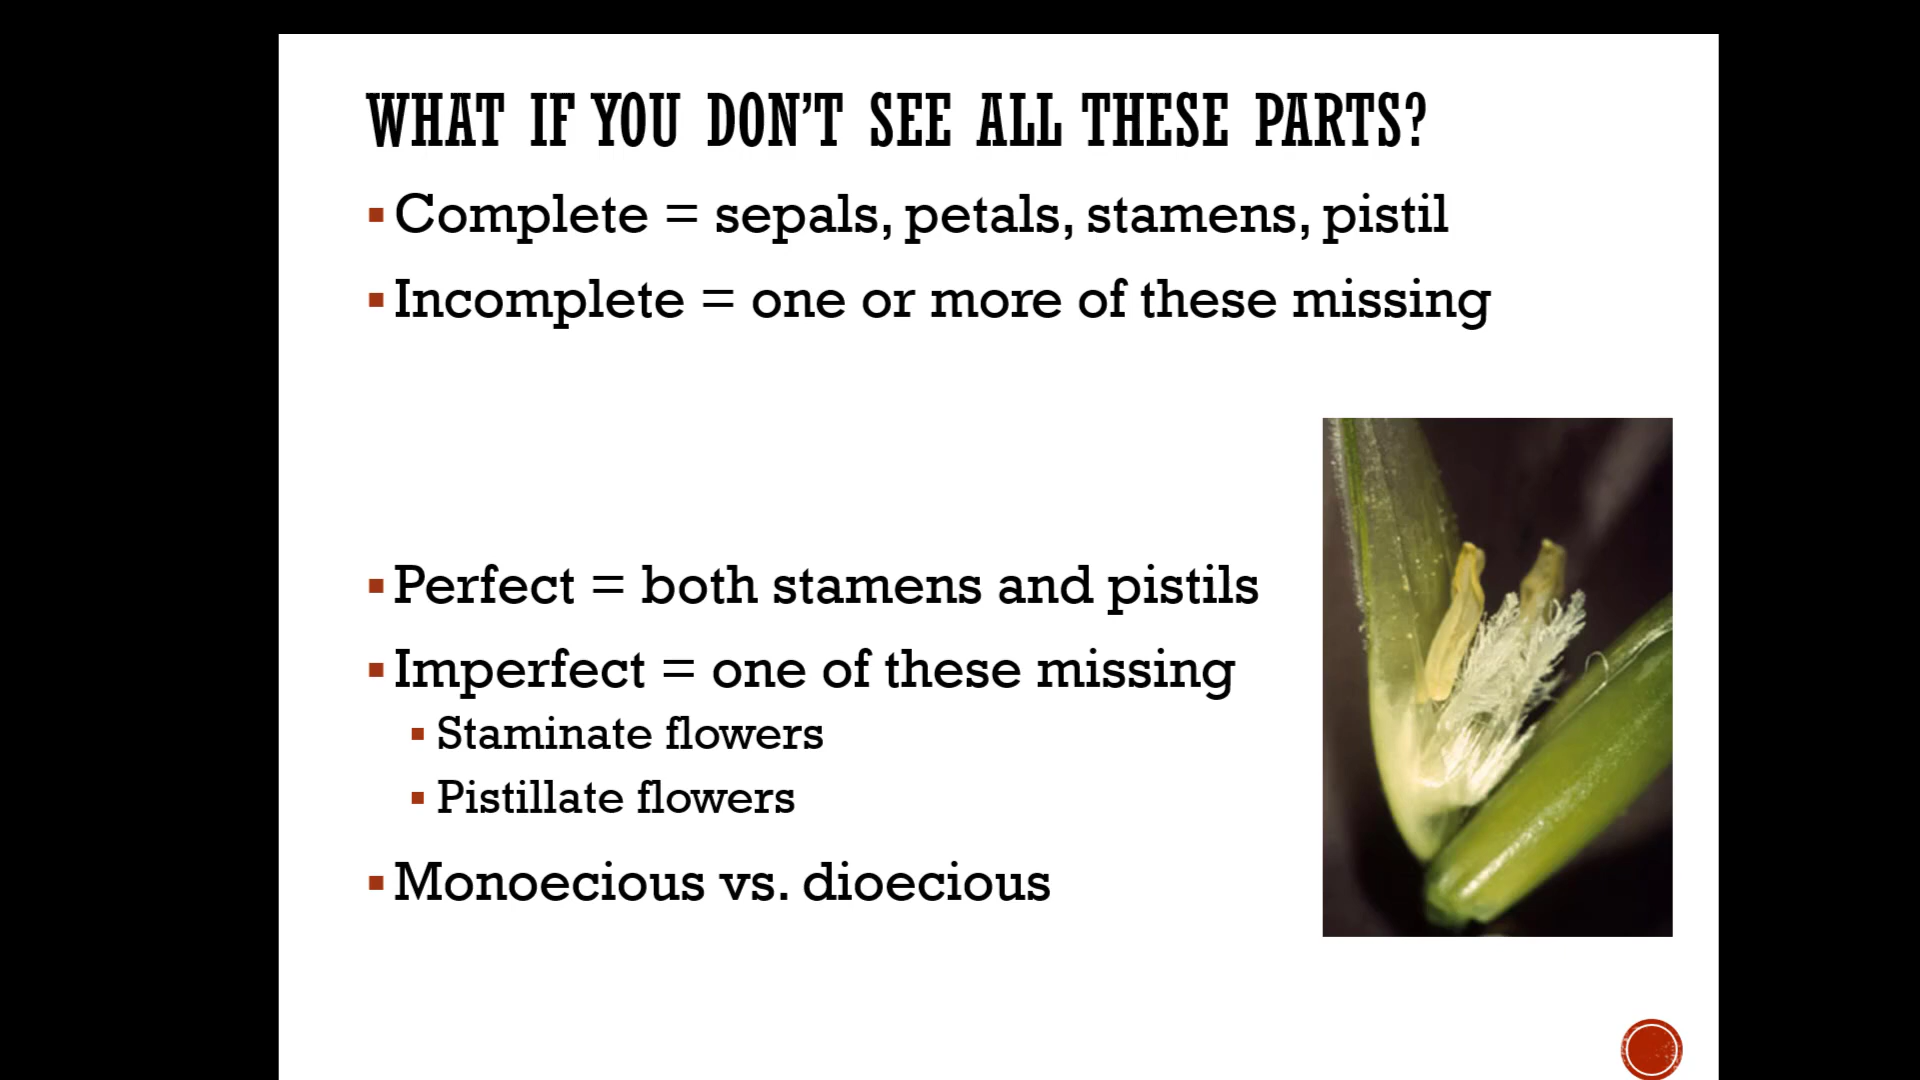 WHAT IF YOU DON'T SEE ALL THESE PARTS?
Complete = sepals, petals, stamens, pistil
Incomplete = one or more of these missing
Perfect = both stamens and pistils
Imperfect = one of these missing
Staminate flowers
Pistillate flowers
Monoecious vs. dioecious